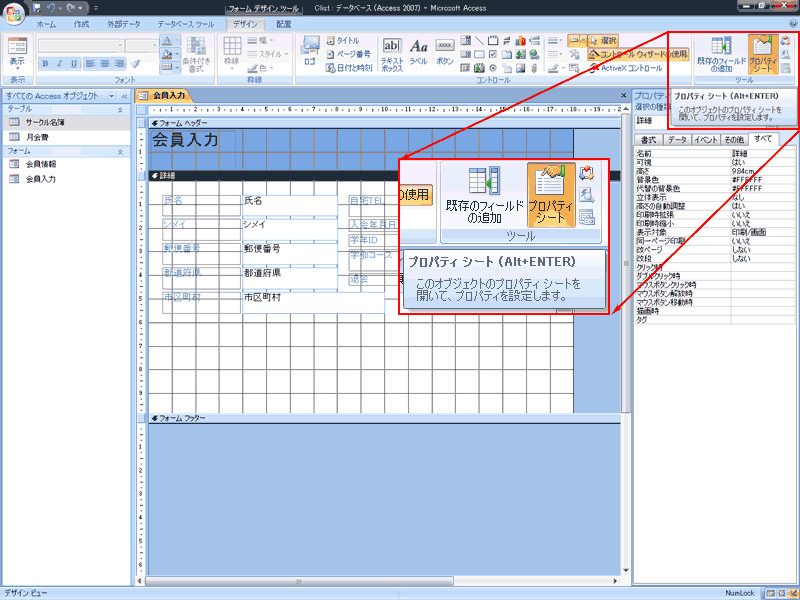 フォーム デザイン ツール
Clist : データベース (Access 2007) - Microsoft Access
ホーム
作成
外部データ
データベース ツール
デザイン
配置
表示
表示
B I U
フォント
条件付き
書式
枠線
幅
スタイル
色
枠線
ロゴ
タイトル
ページ番号
日付と時刻
ab|
テキスト
ボックス
Aa
ラベル
ボタン
xxxx
選択
コントロール ウィザードの使用
ActiveX コントロール
コントロール
既存のフィールド
の追加
プロパティ
シート
ツール
プロパティ シート (Alt+ENTER)
このオブジェクトのプロパティ シートを
開いて、プロパティを設定します。
すべての Access オブジェクト
テーブル
サークル名簿
月会費
フォーム
会員情報
会員入力
会員入力
フォーム ヘッダー
会員入力
詳細
氏名
氏名
自宅TEL
シメイ
シメイ
入会年月日
学年ID
郵便番号
郵便番号
学部コース
都道府県
都道府県
退会
市区町村
市区町村
フォーム フッター
の使用
既存のフィールド
の追加
プロパティ
シート
ツール
プロパティ シート (Alt+ENTER)
このオブジェクトのプロパティ シートを
開いて、プロパティを設定します。
プロパティ
選択の種類
詳細
書式
データ
イベント
その他
すべて
名前 詳細
可視 はい
高さ 9.84cm
背景色 #FFFFFF
代替の背景色 #FFFFFF
立体表示 なし
高さの自動調整 はい
印刷時拡張 いいえ
印刷時縮小 いいえ
表示対象 印刷/画面
同一ページ印刷 いいえ
改ページ しない
改段 しない
クリック時
ダブルクリック時
マウスボタンクリック時
マウスボタン解放時
マウスボタン移動時
描画時
タグ
デザイン ビュー
NumLock